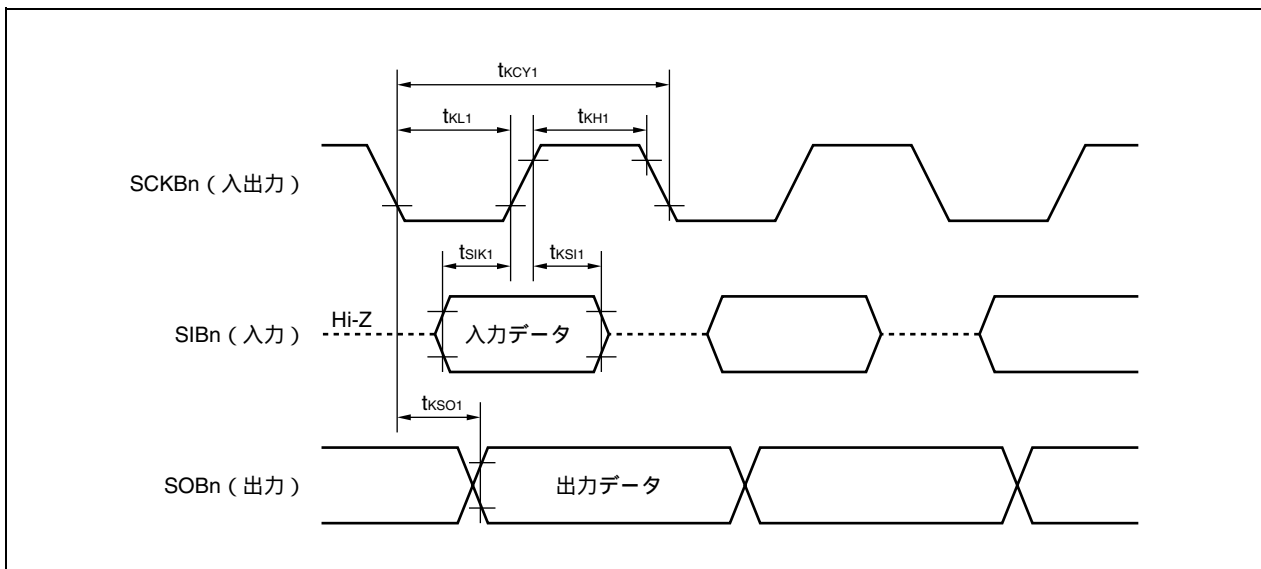 tKCY1
tKL1
tKH1
SCKBn（入出力）
tSIK1
tKSI1
SIBn（入力）
Hi-Z
入力データ
tKSO1
SOBn（出力）
出力データ